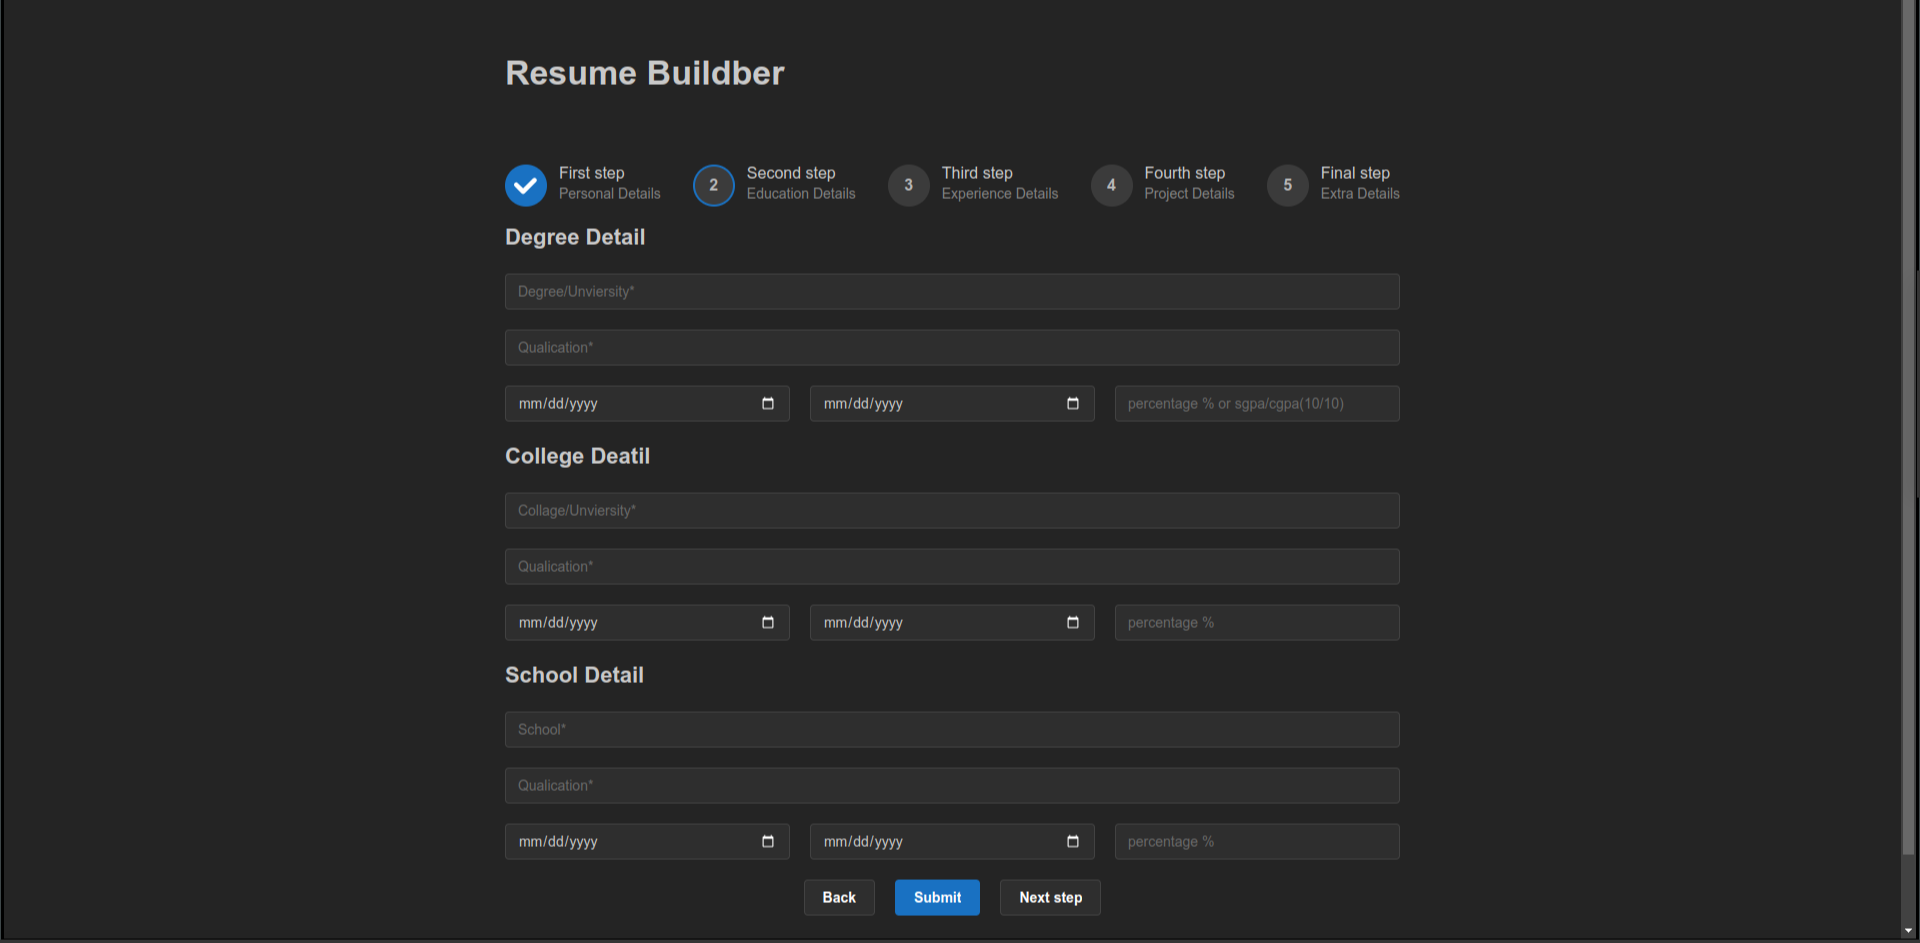 Resume Buildber
First step
Personal Details
2
Second step
Education Details
3
Third step
Experience Details
4
Fourth step
Project Details
5
Final step
Extra Details
Degree Detail
Degree/Unviersity*
Qualication*
mm/dd/yyyy mm/dd/yyyy percentage % or sgpa/cgpa(10/10)
College Deatil
Collage/Unviersity*
Qualication*
mm/dd/yyyy mm/dd/yyyy percentage %
School Detail
School*
Qualication*
mm/dd/yyyy mm/dd/yyyy percentage %
Back Submit Next step